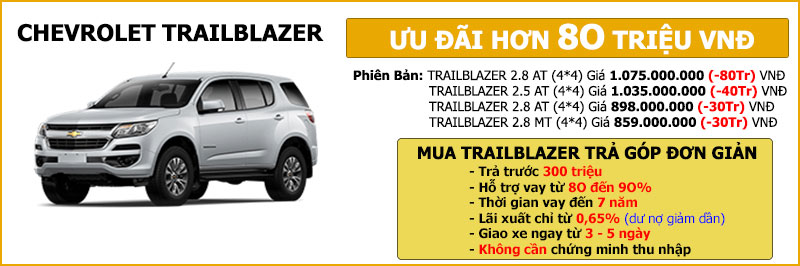 CHEVROLET TRAILBLAZER
ƯU ĐÃI HƠN 80 TRIỆU VNĐ
Phiên Bản: TRAILBLAZER 2.8 AT (4*4) Giá 1.075.000.000 (-80Tr) VNĐ
TRAILBLAZER 2.5 AT (4*4) Giá 1.035.000.000 (-40Tr) VNĐ
TRAILBLAZER 2.8 AT (4*4) Giá 898.000.000 (-30Tr) VNĐ
TRAILBLAZER 2.8 MT (4*4) Giá 859.000.000 (-30Tr) VNĐ
MUA TRAILBLAZER TRẢ GÓP ĐƠN GIẢN
- Trả trước 300 triệu
- Hỗ trợ vay từ 80 đến 90%
- Thời gian vay đến 7 năm
- Lãi xuất chỉ từ 0,65% (dư nợ giảm dần)
- Giao xe ngay từ 3 - 5 ngày
- Không cần chứng minh thu nhập